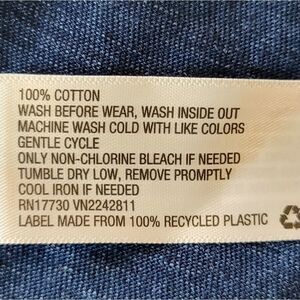 100% COTTON
WASH BEFORE WEAR, WASH INSIDE OUT
MACHINE WASH COLD WITH LIKE COLORS
GENTLE CYCLE
ONLY NON-CHLORINE BLEACH IF NEEDED
TUMBLE DRY LOW, REMOVE PROMPTLY
COOL IRON IF NEEDED
RN17730 VN2242811
LABEL MADE FROM 100% RECYCLED PLASTIC